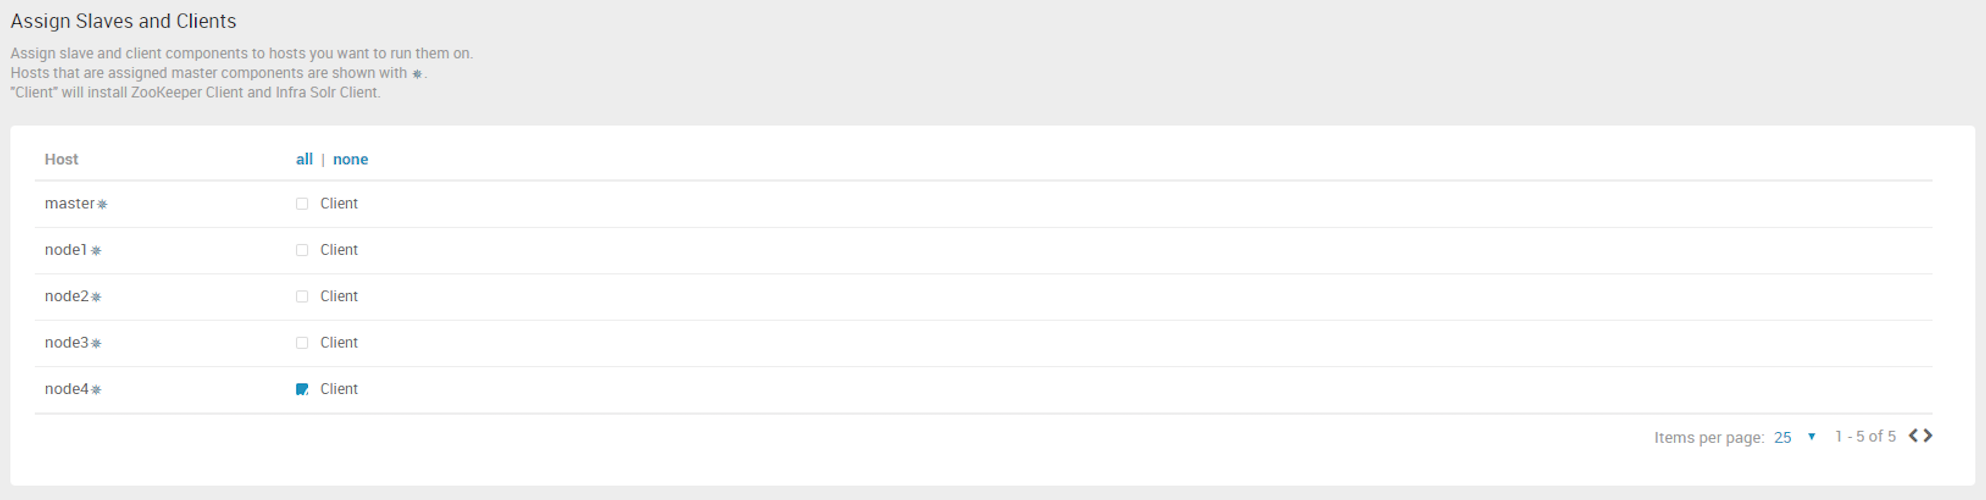 Assign Slaves and Clients
Assign slave and client components to hosts you want to run them on.
Hosts that are assigned master components are shown with ✵.
"Client" will install ZooKeeper Client and Infra Solr Client.
Host all | none
master✵ Client
node1✵ Client
node2✵ Client
node3✵ Client
node4✵ Client
Items per page: 25 1 - 5 of 5